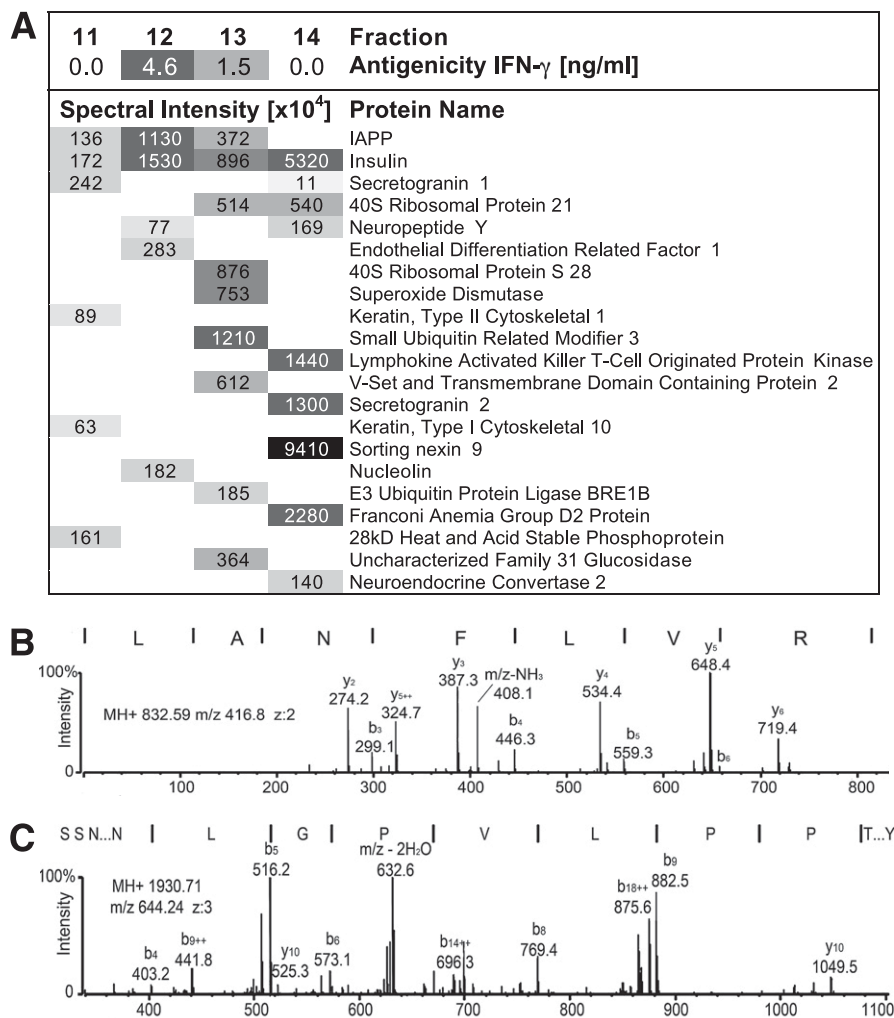 A
11 12 13 14 Fraction
0.0 4.6 1.5 0.0 Antigenicity IFN-γ [ng/ml]
Spectral Intensity [x10⁴] Protein Name
136 1130 372 IAPP
172 1530 896 5320 Insulin
242 11 Secretogranin 1
514 540 40S Ribosomal Protein 21
77 169 Neuropeptide Y
283 Endothelial Differentiation Related Factor 1
876 40S Ribosomal Protein S 28
753 Superoxide Dismutase
89 Keratin, Type II Cytoskeletal 1
1210 Small Ubiquitin Related Modifier 3
1440 Lymphokine Activated Killer T-Cell Originated Protein Kinase
612 V-Set and Transmembrane Domain Containing Protein 2
1300 Secretogranin 2
63 Keratin, Type I Cytoskeletal 10
9410 Sorting nexin 9
182 Nucleolin
185 E3 Ubiquitin Protein Ligase BRE1B
2280 Franconi Anemia Group D2 Protein
161 28kD Heat and Acid Stable Phosphoprotein
364 Uncharacterized Family 31 Glucosidase
140 Neuroendocrine Convertase 2
B
L A N F L V R
100%
Intensity
0
MH+ 832.59 m/z 416.8 z:2
y2
274.2
b3
299.1
y5++
324.7
y3
387.3
m/z-NH3
408.1
b4
446.3
y4
534.4
b5
559.3
y5
648.4
b6
y6
719.4
100 200 300 400 500 600 700 800
C
S S N...N L G P V L P P T...Y
100%
Intensity
0
MH+ 1930.71
m/z 644.24 z:3
b4
403.2
b9++
441.8
b5
516.2
y10
525.3
b6
573.1
m/z - 2H2O
632.6
b14++
696.3
b8
769.4
b18++
875.6
b9
882.5
y10
1049.5
400 500 600 700 800 900 1000 1100